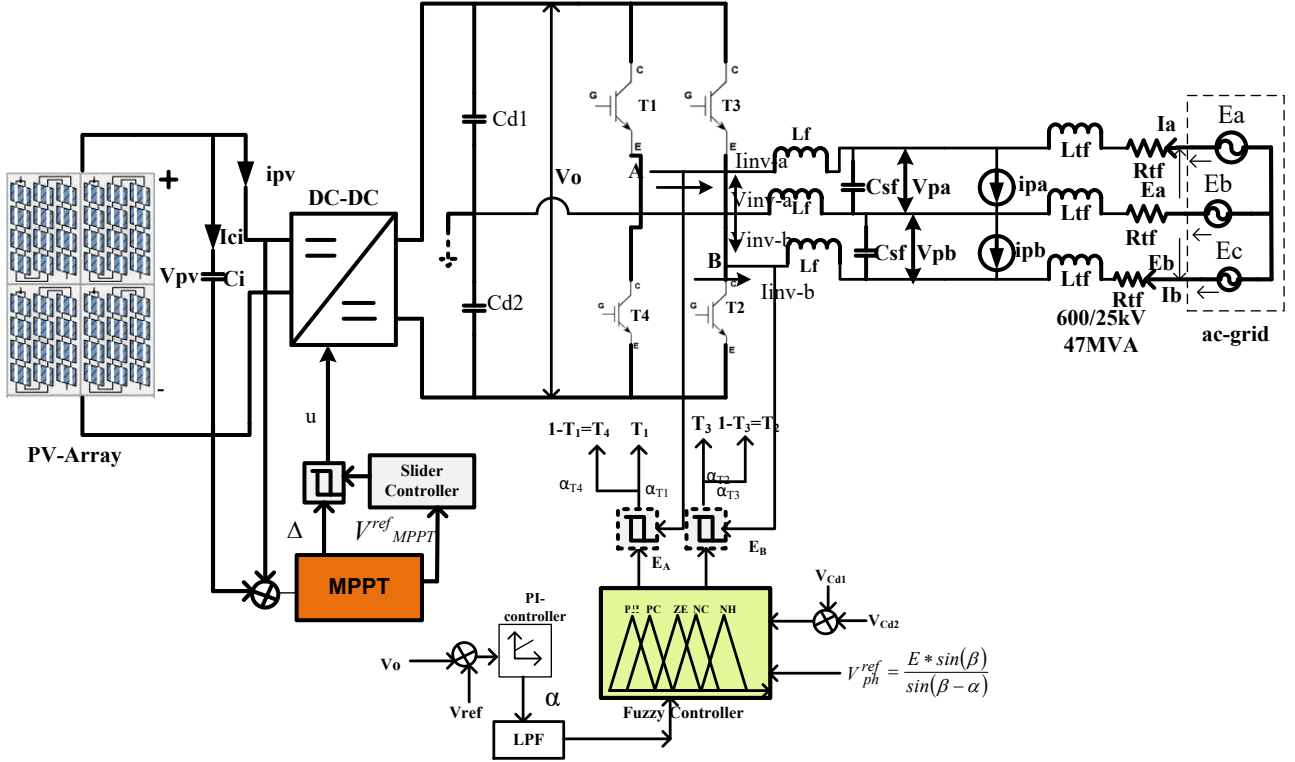 Vo
C
C
G
T1
G
T3
E
E
Cd1
+
ipv
DC-DC
Ici
Vpv
Ci
A
Iinv-a
Vinv-a
Vinv-b
B
Iinv-b
Lf
Lf
Lf
Csf
Vpa
Csf
Vpb
ipa
ipb
Ltf
Ltf
Ltf
Ia
Rtf
Ea
Rtf
Eb
Rtf
Ib
Ea
Eb
Ec
600/25kV
47MVA
ac-grid
Cd2
C
C
G
T4
G
T2
E
E
-
PV-Array
u
Slider
Controller
Δ
V^ref_MPPT
MPPT
1-T1=T4
T1
T3
1-T3=T2
αT4
αT1
αT2
αT3
EA
EB
PC ZE NC NH
Fuzzy Controller
VCd1
VCd2
V_ph^ref = E * sin(β) / sin(β − α)
PI-
controller
Vo
Vref
α
LPF